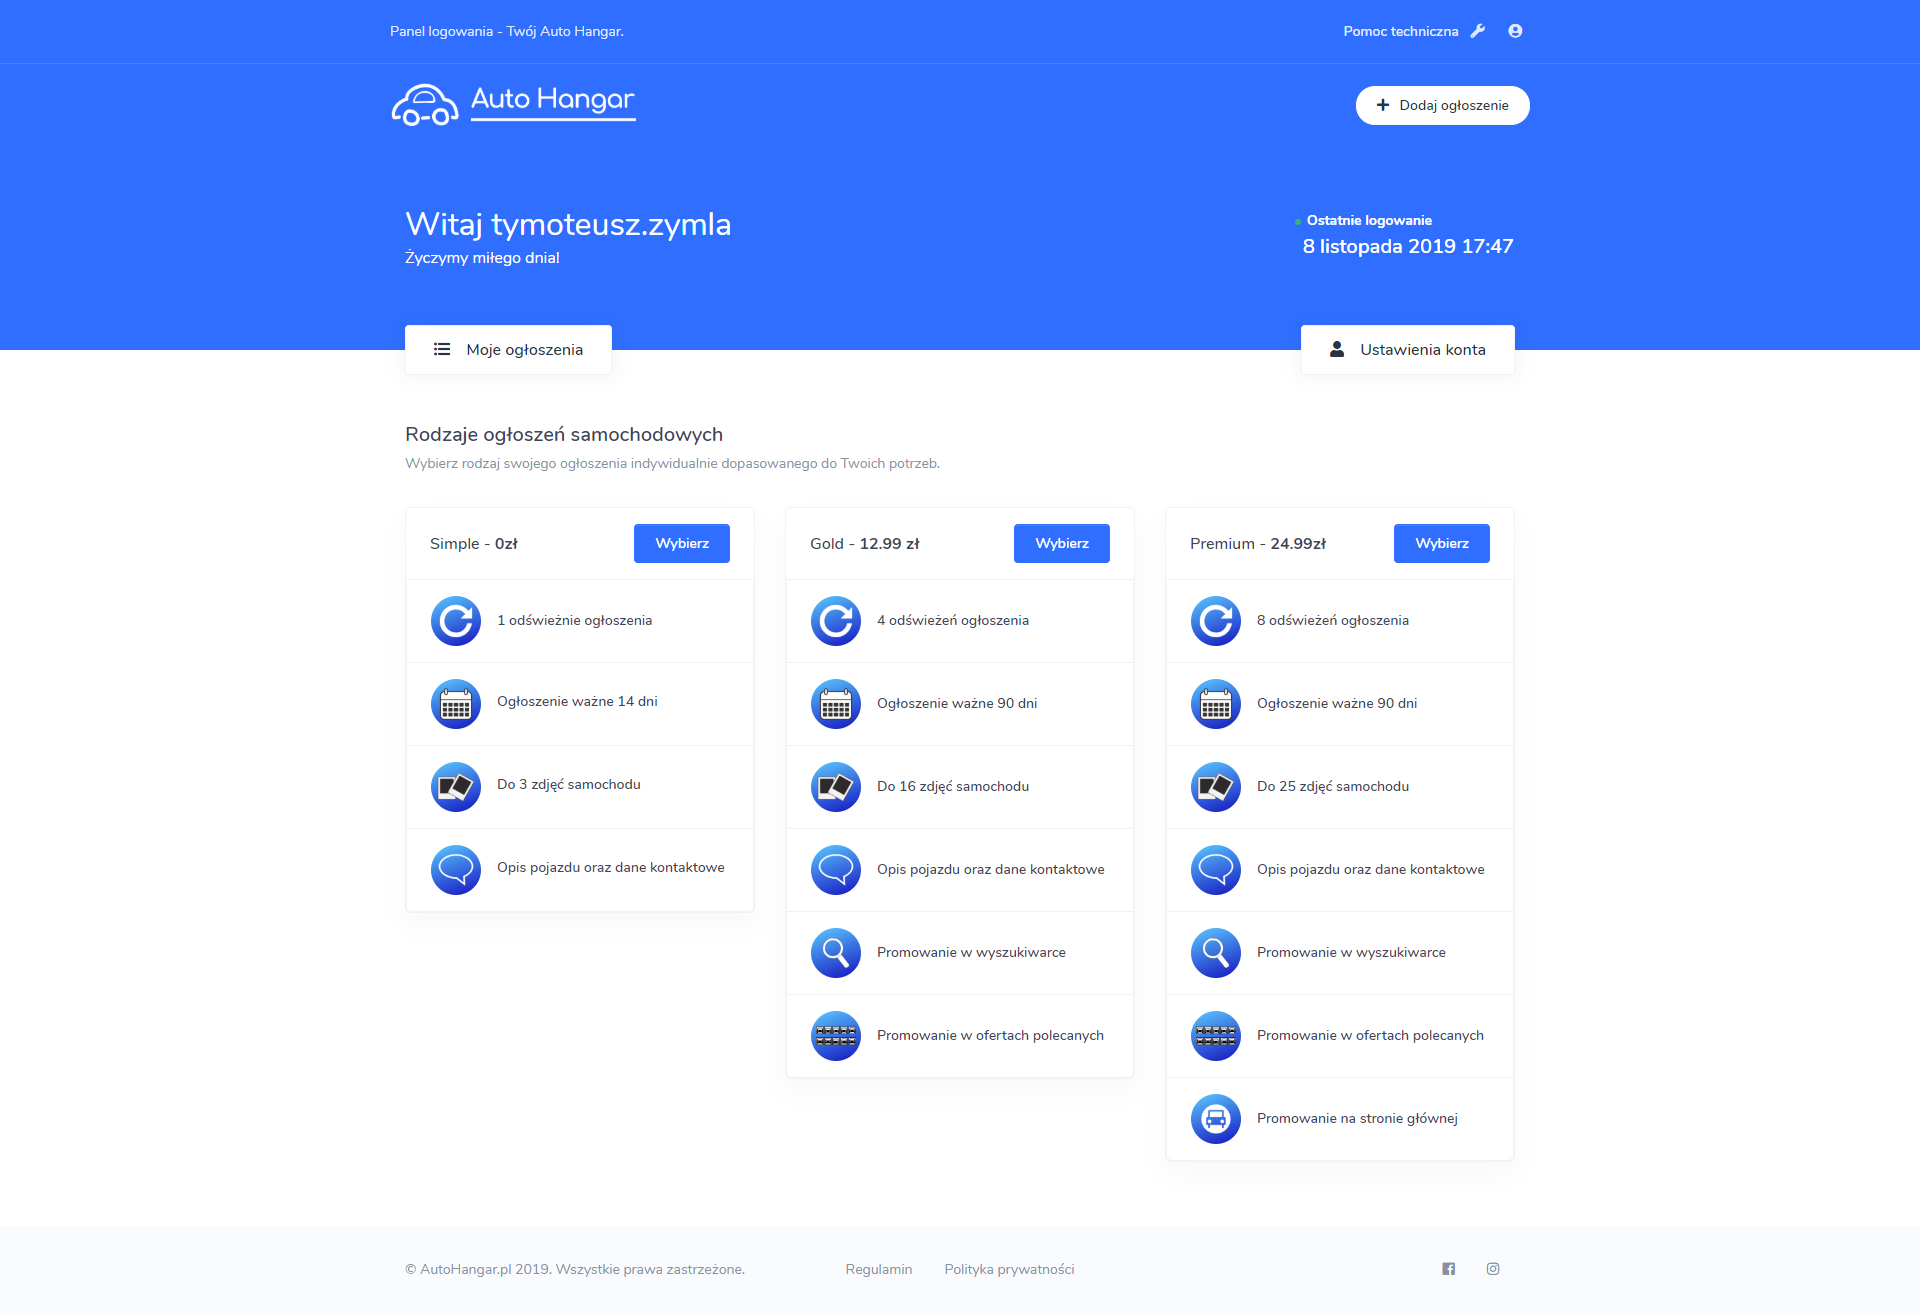 Panel logowania - Twój Auto Hangar.
Pomoc techniczna
Auto Hangar
Dodaj ogłoszenie
Witaj tymoteusz.zymla
Życzymy miłego dnia!
Ostatnie logowanie
8 listopada 2019 17:47
Moje ogłoszenia
Ustawienia konta
Rodzaje ogłoszeń samochodowych
Wybierz rodzaj swojego ogłoszenia indywidualnie dopasowanego do Twoich potrzeb.
Simple - 0zł
Wybierz
1 odświeżnie ogłoszenia
Ogłoszenie ważne 14 dni
Do 3 zdjęć samochodu
Opis pojazdu oraz dane kontaktowe
Gold - 12.99 zł
Wybierz
4 odświeżeń ogłoszenia
Ogłoszenie ważne 90 dni
Do 16 zdjęć samochodu
Opis pojazdu oraz dane kontaktowe
Promowanie w wyszukiwarce
Promowanie w ofertach polecanych
Premium - 24.99zł
Wybierz
8 odświeżeń ogłoszenia
Ogłoszenie ważne 90 dni
Do 25 zdjęć samochodu
Opis pojazdu oraz dane kontaktowe
Promowanie w wyszukiwarce
Promowanie w ofertach polecanych
Promowanie na stronie głównej
© AutoHangar.pl 2019. Wszystkie prawa zastrzeżone.
Regulamin
Polityka prywatności